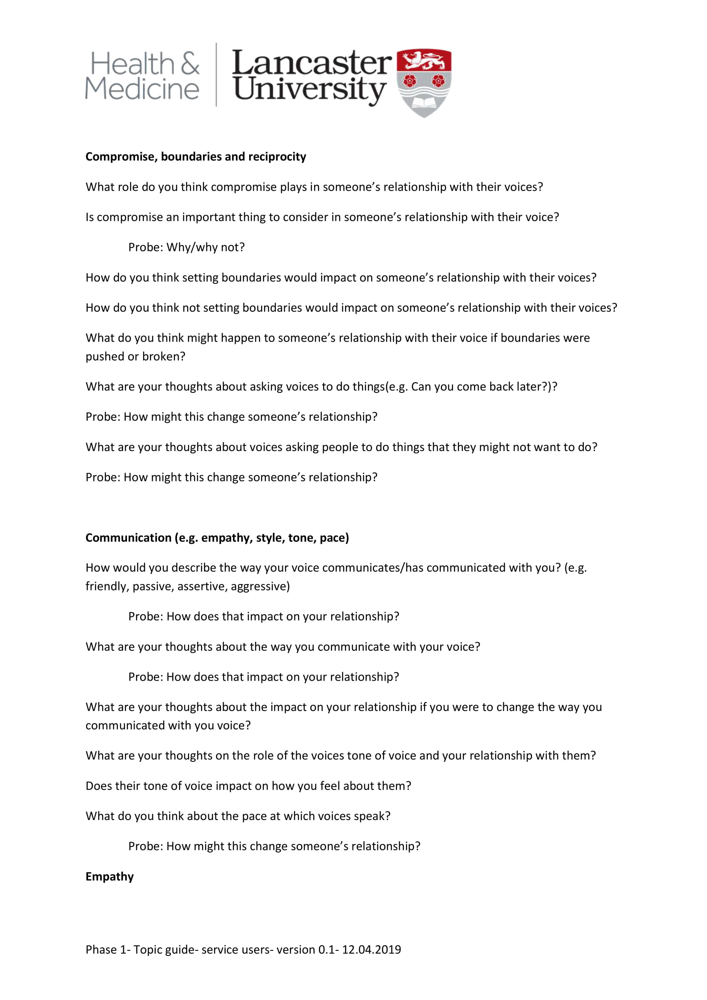 Health &
Medicine
Lancaster
University
Compromise, boundaries and reciprocity
What role do you think compromise plays in someone’s relationship with their voices?
Is compromise an important thing to consider in someone’s relationship with their voice?
Probe: Why/why not?
How do you think setting boundaries would impact on someone’s relationship with their voices?
How do you think not setting boundaries would impact on someone’s relationship with their voices?
What do you think might happen to someone’s relationship with their voice if boundaries were
pushed or broken?
What are your thoughts about asking voices to do things(e.g. Can you come back later?)?
Probe: How might this change someone’s relationship?
What are your thoughts about voices asking people to do things that they might not want to do?
Probe: How might this change someone’s relationship?
Communication (e.g. empathy, style, tone, pace)
How would you describe the way your voice communicates/has communicated with you? (e.g.
friendly, passive, assertive, aggressive)
Probe: How does that impact on your relationship?
What are your thoughts about the way you communicate with your voice?
Probe: How does that impact on your relationship?
What are your thoughts about the impact on your relationship if you were to change the way you
communicated with you voice?
What are your thoughts on the role of the voices tone of voice and your relationship with them?
Does their tone of voice impact on how you feel about them?
What do you think about the pace at which voices speak?
Probe: How might this change someone’s relationship?
Empathy
Phase 1- Topic guide- service users- version 0.1- 12.04.2019